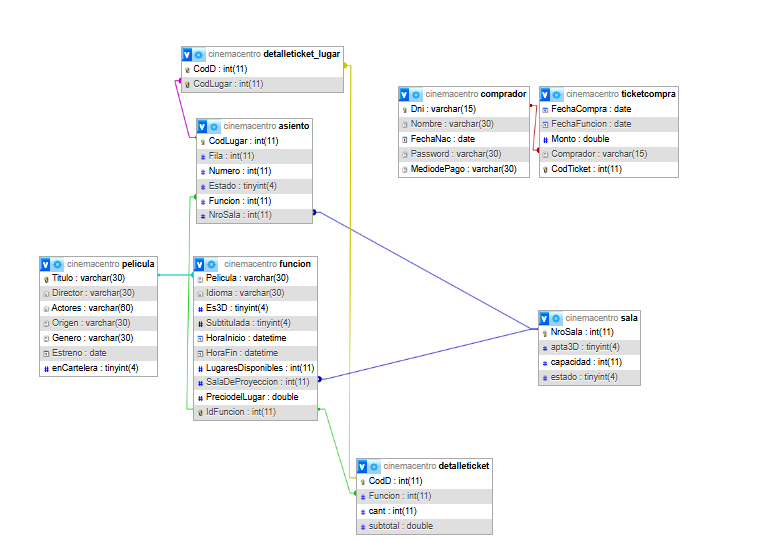 cinemacentro detalleticket_lugar
CodD : int(11)
CodLugar : int(11)
cinemacentro comprador
Dni : varchar(15)
Nombre : varchar(30)
FechaNac : date
Password : varchar(30)
MediodePago : varchar(30)
cinemacentro ticketcompra
FechaCompra : date
FechaFuncion : date
Monto : double
Comprador : varchar(15)
CodTicket : int(11)
cinemacentro asiento
CodLugar : int(11)
Fila : int(11)
Numero : int(11)
Estado : tinyint(4)
Funcion : int(11)
NroSala : int(11)
cinemacentro pelicula
Titulo : varchar(30)
Director : varchar(30)
Actores : varchar(60)
Origen : varchar(30)
Genero : varchar(30)
Estreno : date
enCartelera : tinyint(4)
cinemacentro funcion
Pelicula : varchar(30)
Idioma : varchar(30)
Es3D : tinyint(4)
Subtitulada : tinyint(4)
HoraInicio : datetime
HoraFin : datetime
LugaresDisponibles : int(11)
SalaDeProyeccion : int(11)
PreciodelLugar : double
IdFuncion : int(11)
cinemacentro sala
NroSala : int(11)
apta3D : tinyint(4)
capacidad : int(11)
estado : tinyint(4)
cinemacentro detalleticket
CodD : int(11)
Funcion : int(11)
cant : int(11)
subtotal : double